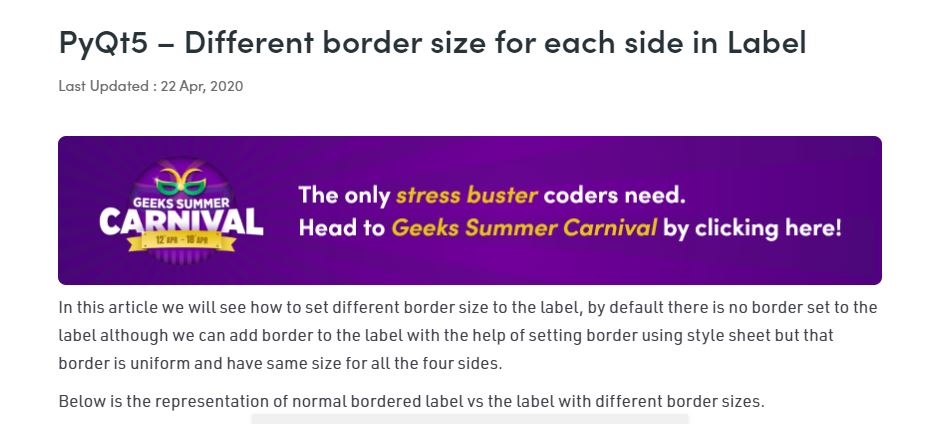 PyQt5 – Different border size for each side in Label
Last Updated : 22 Apr, 2020
GEEKS SUMMER
CARNIVAL
12 APR - 18 APR
The only stress buster coders need.
Head to Geeks Summer Carnival by clicking here!
In this article we will see how to set different border size to the label, by default there is no border set to the
label although we can add border to the label with the help of setting border using style sheet but that
border is uniform and have same size for all the four sides.
Below is the representation of normal bordered label vs the label with different border sizes.